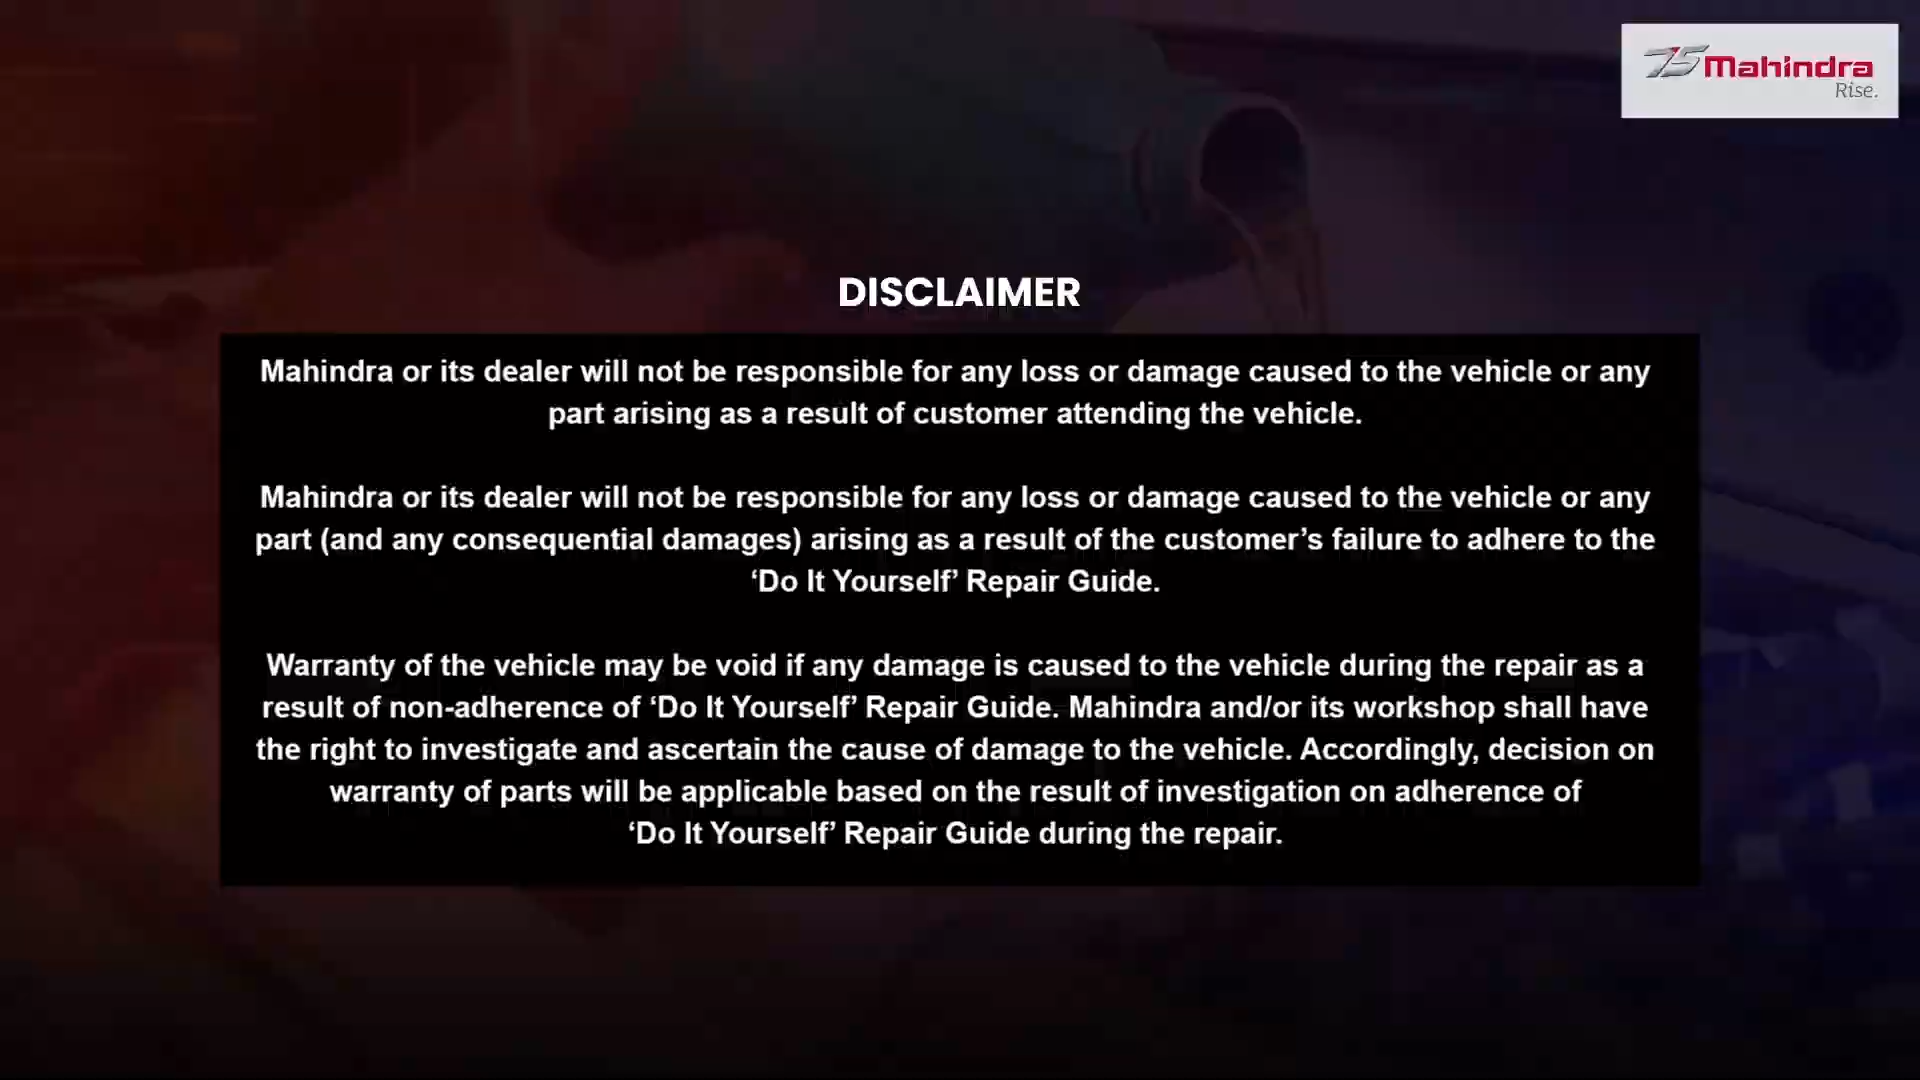 75 Mahindra
Rise.
DISCLAIMER
Mahindra or its dealer will not be responsible for any loss or damage caused to the vehicle or any
part arising as a result of customer attending the vehicle.
Mahindra or its dealer will not be responsible for any loss or damage caused to the vehicle or any
part (and any consequential damages) arising as a result of the customer’s failure to adhere to the
‘Do It Yourself’ Repair Guide.
Warranty of the vehicle may be void if any damage is caused to the vehicle during the repair as a
result of non-adherence of ‘Do It Yourself’ Repair Guide. Mahindra and/or its workshop shall have
the right to investigate and ascertain the cause of damage to the vehicle. Accordingly, decision on
warranty of parts will be applicable based on the result of investigation on adherence of
‘Do It Yourself’ Repair Guide during the repair.